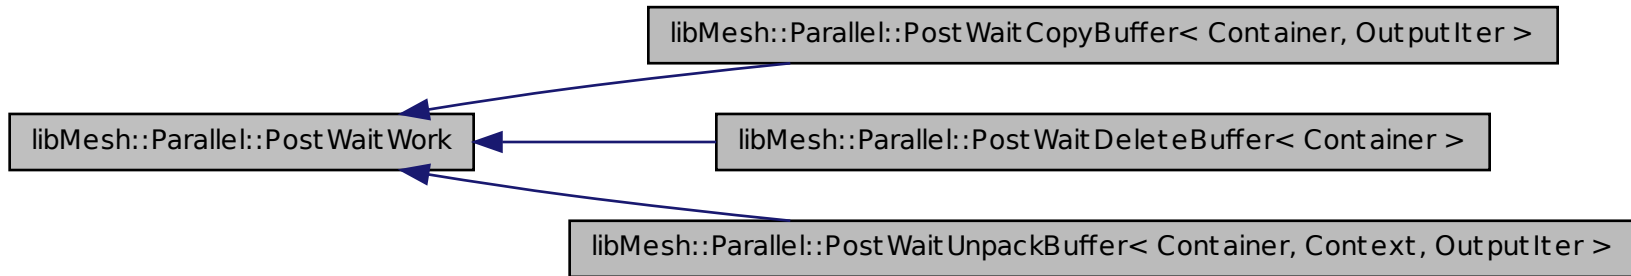 libMesh::Parallel::PostWaitCopyBuffer< Container, OutputIter >
libMesh::Parallel::PostWaitWork
libMesh::Parallel::PostWaitDeleteBuffer< Container >
libMesh::Parallel::PostWaitUnpackBuffer< Container, Context, OutputIter >